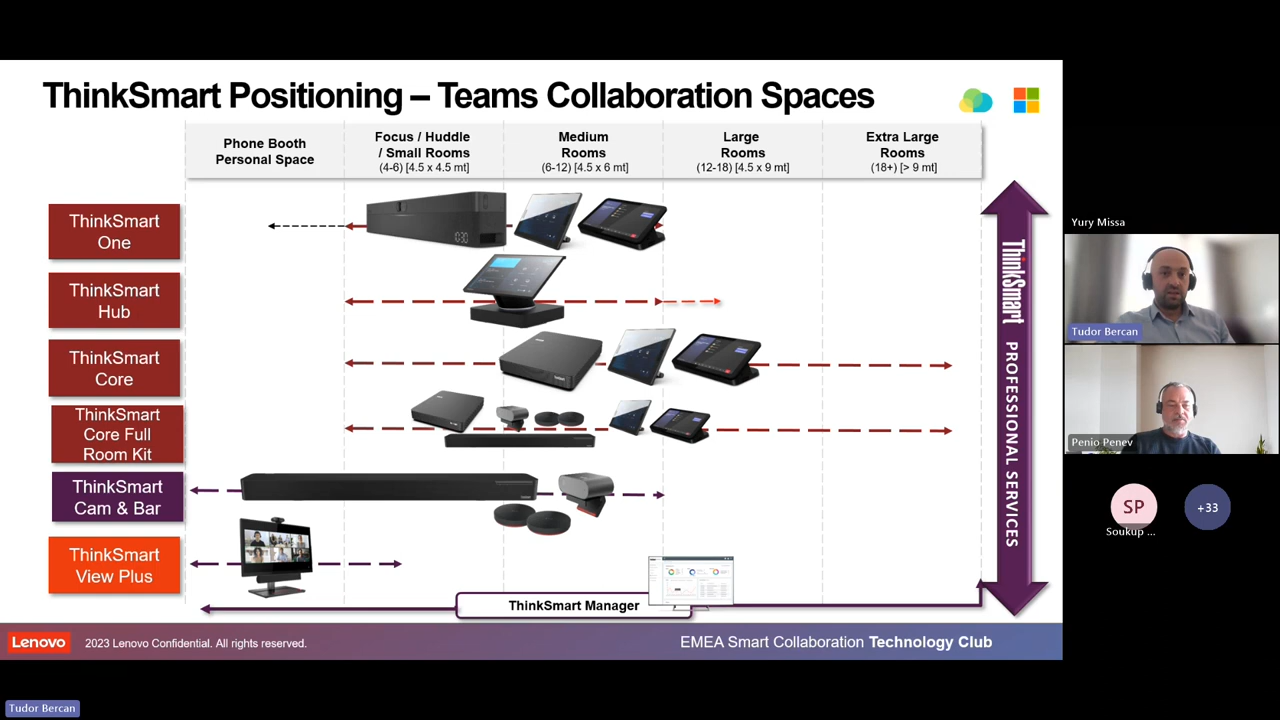 ThinkSmart Positioning – Teams Collaboration Spaces
Phone Booth
Personal Space
Focus / Huddle
/ Small Rooms
(4-6) [4.5 x 4.5 mt]
Medium
Rooms
(6-12) [4.5 x 6 mt]
Large
Rooms
(12-18) [4.5 x 9 mt]
Extra Large
Rooms
(18+) [> 9 mt]
ThinkSmart
One
ThinkSmart
Hub
ThinkSmart
Core
ThinkSmart
Core Full
Room Kit
ThinkSmart
Cam & Bar
ThinkSmart
View Plus
ThinkSmart Manager
ThinkSmart PROFESSIONAL SERVICES
Lenovo
2023 Lenovo Confidential. All rights reserved.
EMEA Smart Collaboration Technology Club
Yury Missa
Tudor Bercan
Penio Penev
SP
Soukup ...
+33
Tudor Bercan